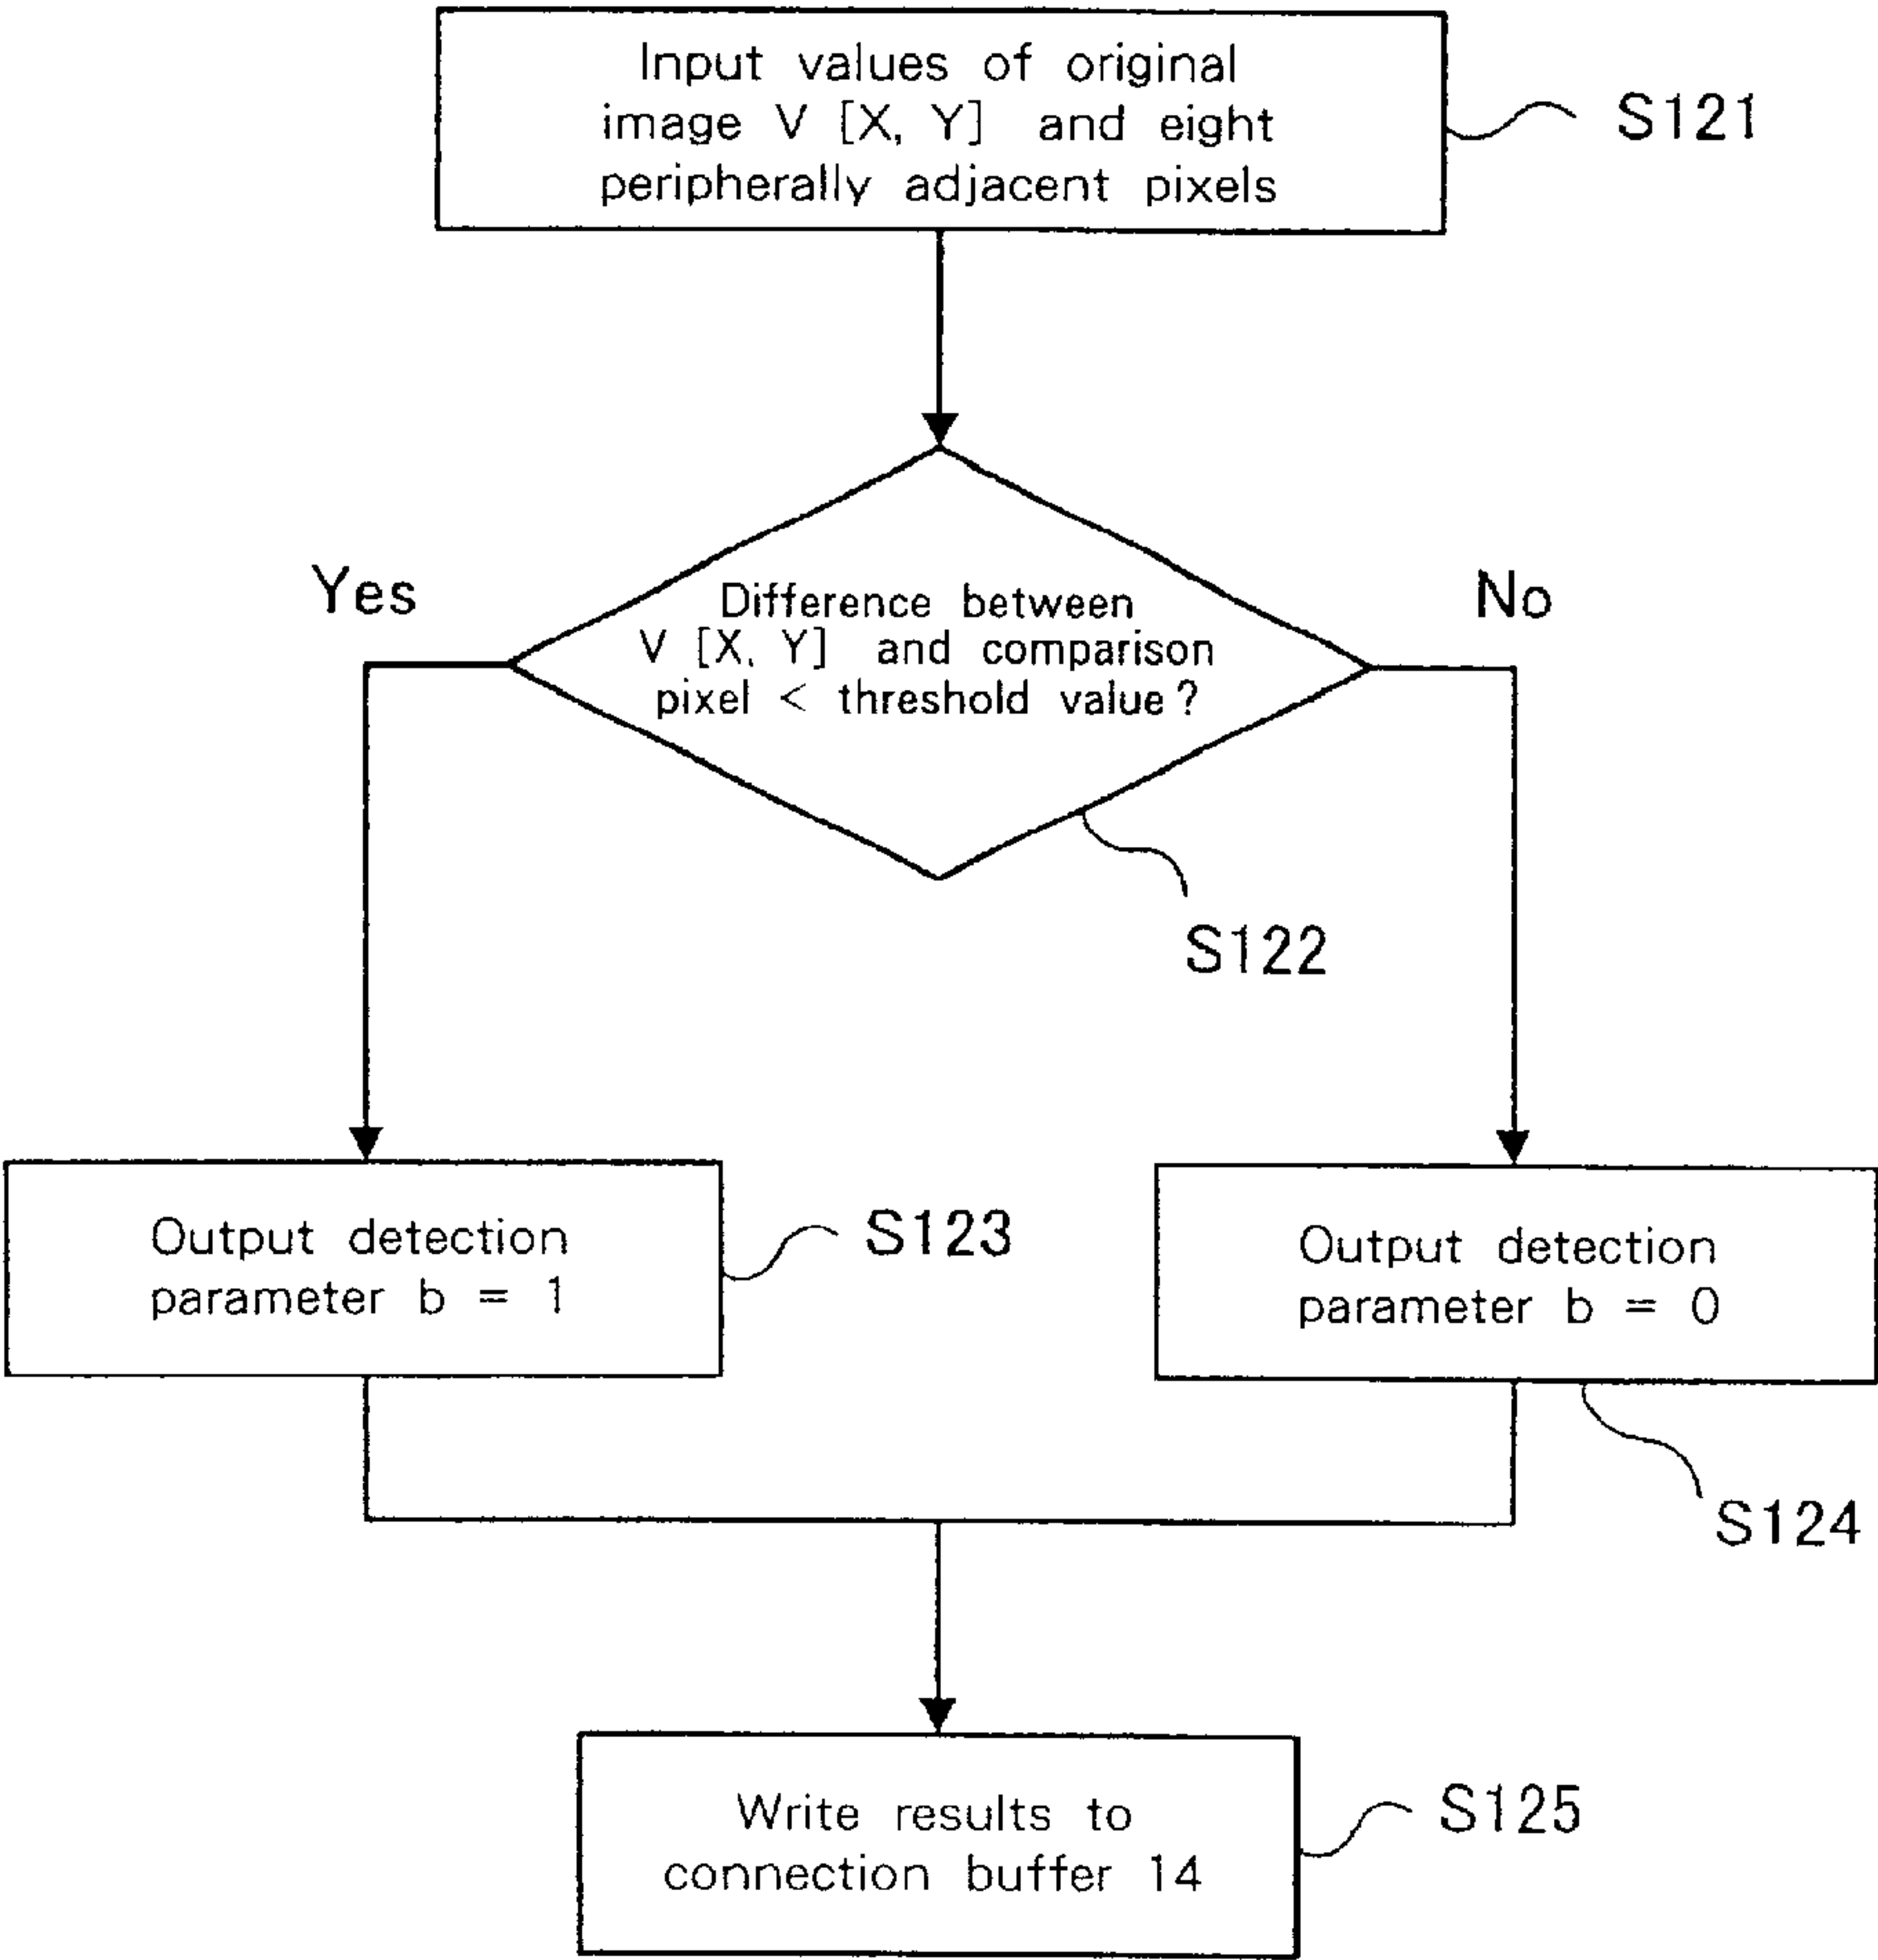 Input values of original
image V [X, Y] and eight
peripherally adjacent pixels
S121
Yes
Difference between
V [X, Y] and comparison
pixel < threshold value?
No
S122
Output detection
parameter b = 1
S123
Output detection
parameter b = 0
S124
Write results to
connection buffer 14
S125